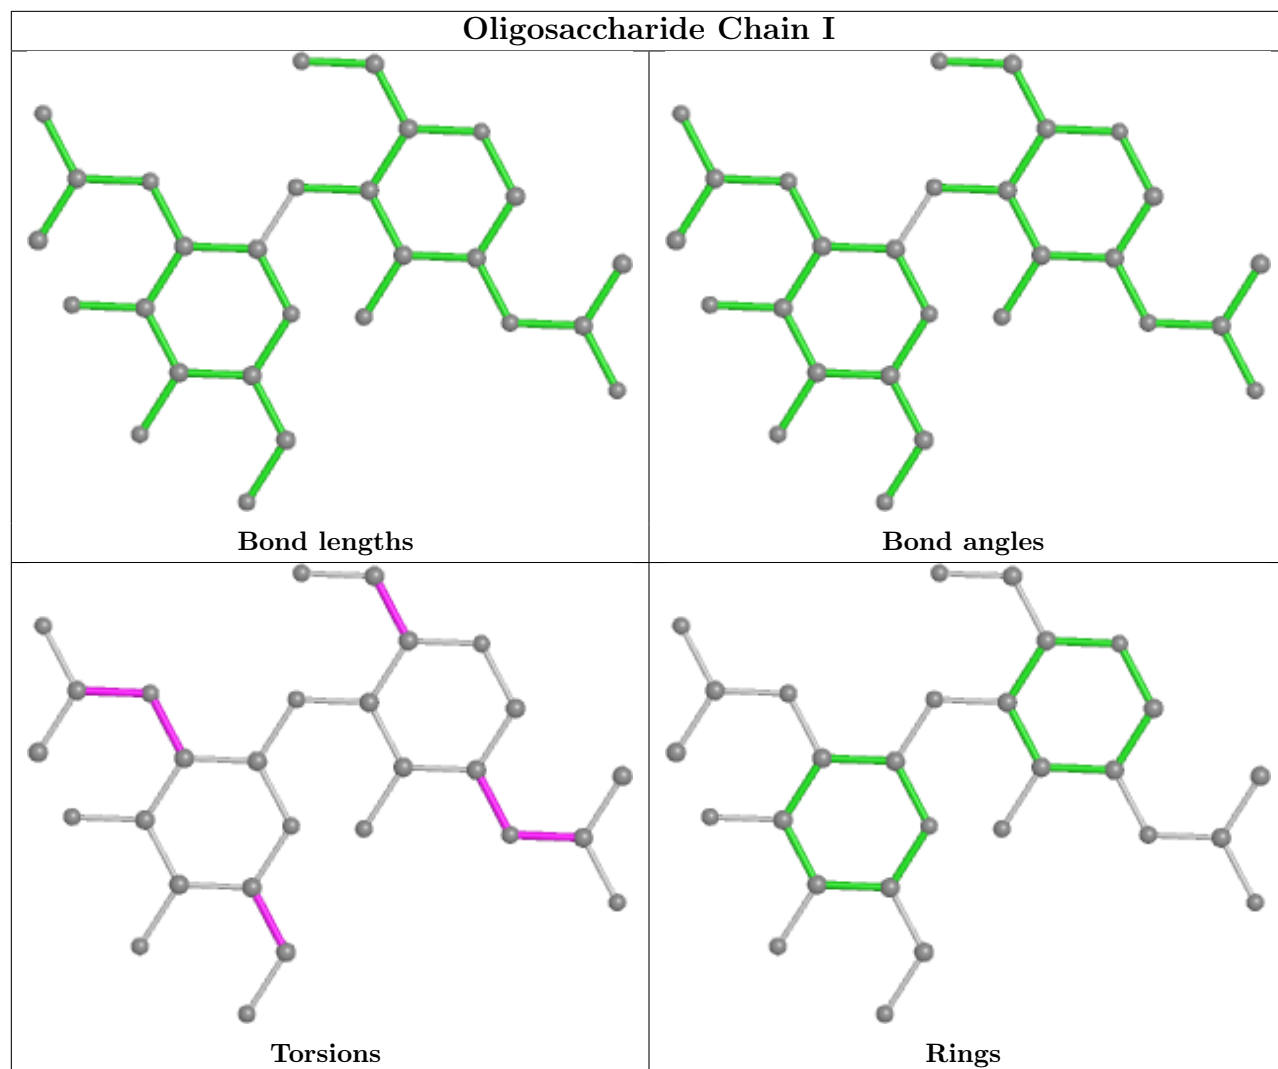 Oligosaccharide Chain I
Bond lengths
Bond angles
Torsions
Rings